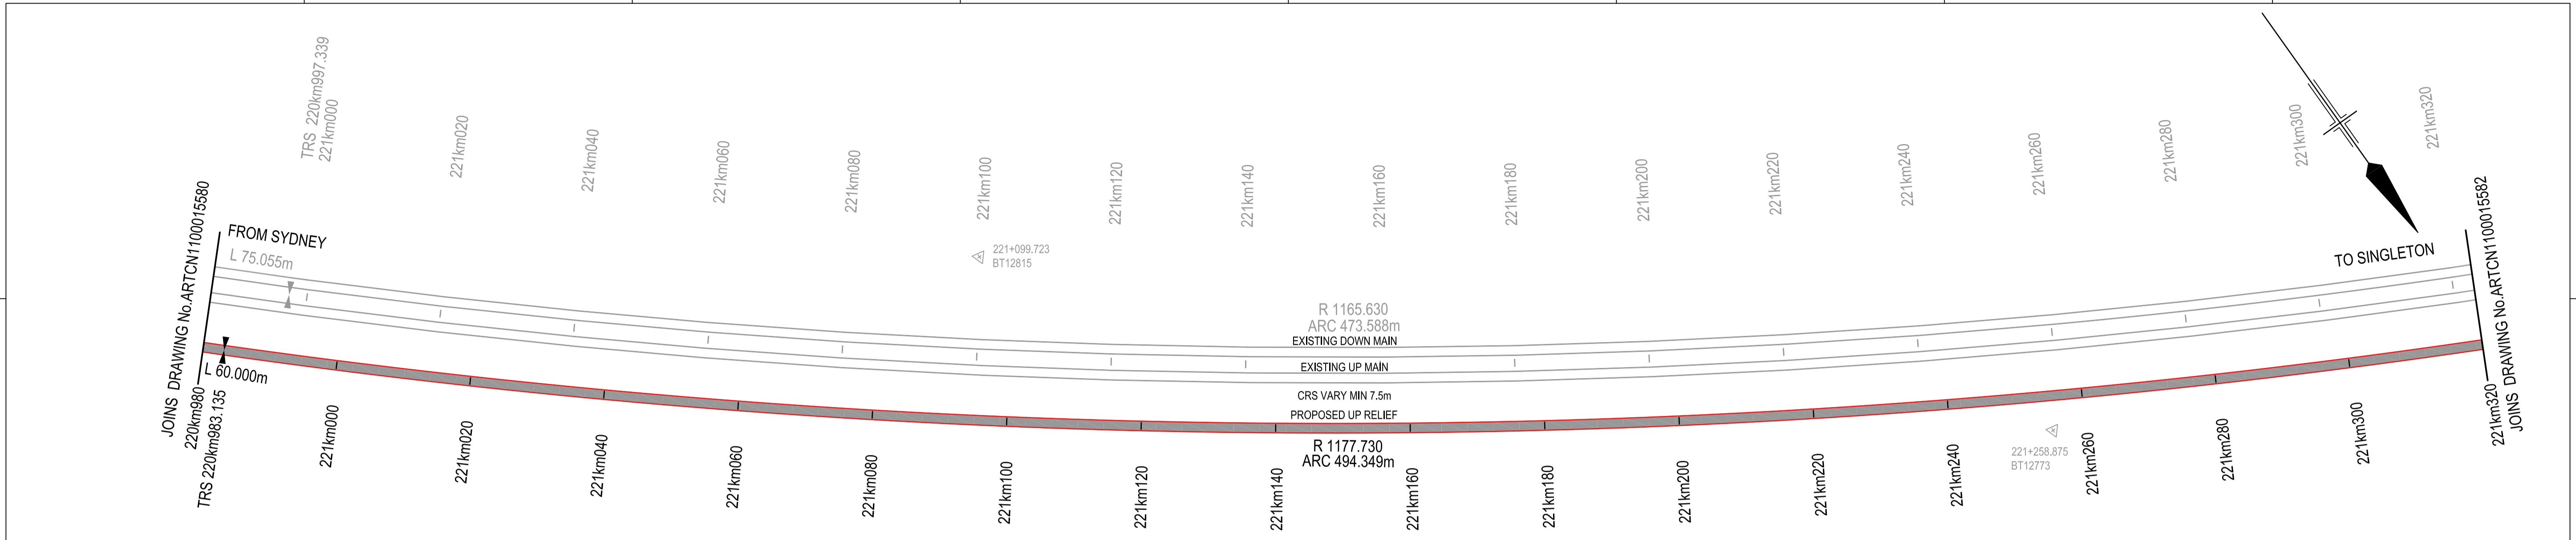 TRS 220km997.339
221km000
221km020
221km040
221km060
221km080
221km100
221km120
221km140
221km160
221km180
221km200
221km220
221km240
221km260
221km280
221km300
221km320
JOINS DRAWING No.ARTCN1100015580
FROM SYDNEY
L 75.055m
221+099.723
BT12815
TO SINGLETON
JOINS DRAWING No.ARTCN1100015582
R 1165.630
ARC 473.588m
EXISTING DOWN MAIN
EXISTING UP MAIN
CRS VARY MIN 7.5m
PROPOSED UP RELIEF
R 1177.730
ARC 494.349m
L 60.000m
220km980
TRS 220km983.135
221km000
221km020
221km040
221km060
221km080
221km100
221km120
221km140
221km160
221km180
221km200
221km220
221km240
221+258.875
BT12773
221km260
221km280
221km300
221km320